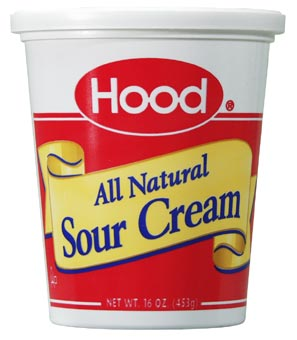 Hood®
All Natural
Sour Cream
NET WT. 16 OZ. (453g)